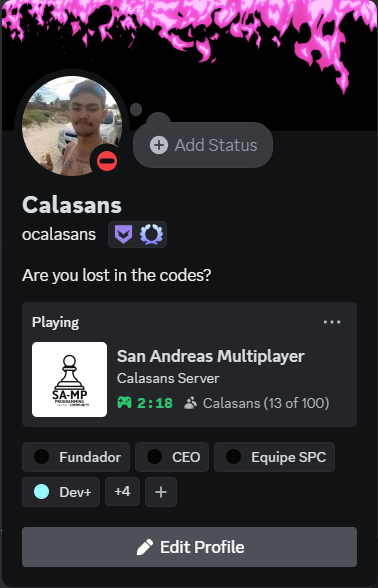 Add Status
Calasans
ocalasans
Are you lost in the codes?
Playing
SA-MP
PROGRAMMING
COMMUNITY
San Andreas Multiplayer
Calasans Server
2:18 Calasans (13 of 100)
Fundador CEO Equipe SPC
Dev+ +4
Edit Profile